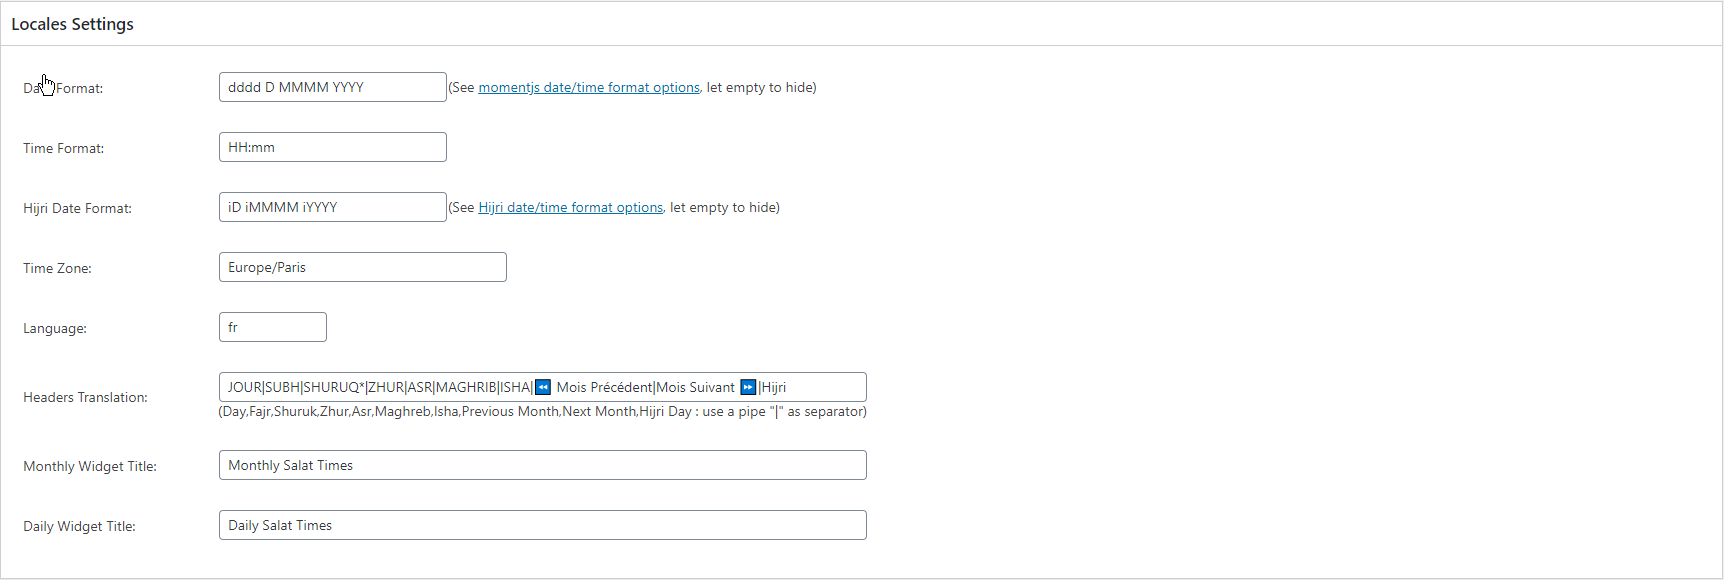 Locales Settings
Date Format: dddd D MMMM YYYY (See momentjs date/time format options, let empty to hide)
Time Format: HH:mm
Hijri Date Format: iD iMMMM iYYYY (See Hijri date/time format options, let empty to hide)
Time Zone: Europe/Paris
Language: fr
Headers Translation: JOUR|SUBH|SHURUQ*|ZHUR|ASR|MAGHRIB|ISHA|⏪ Mois Précédent|Mois Suivant ⏩|Hijri
(Day,Fajr,Shuruk,Zhur,Asr,Maghreb,Isha,Previous Month,Next Month,Hijri Day : use a pipe "|" as separator)
Monthly Widget Title: Monthly Salat Times
Daily Widget Title: Daily Salat Times